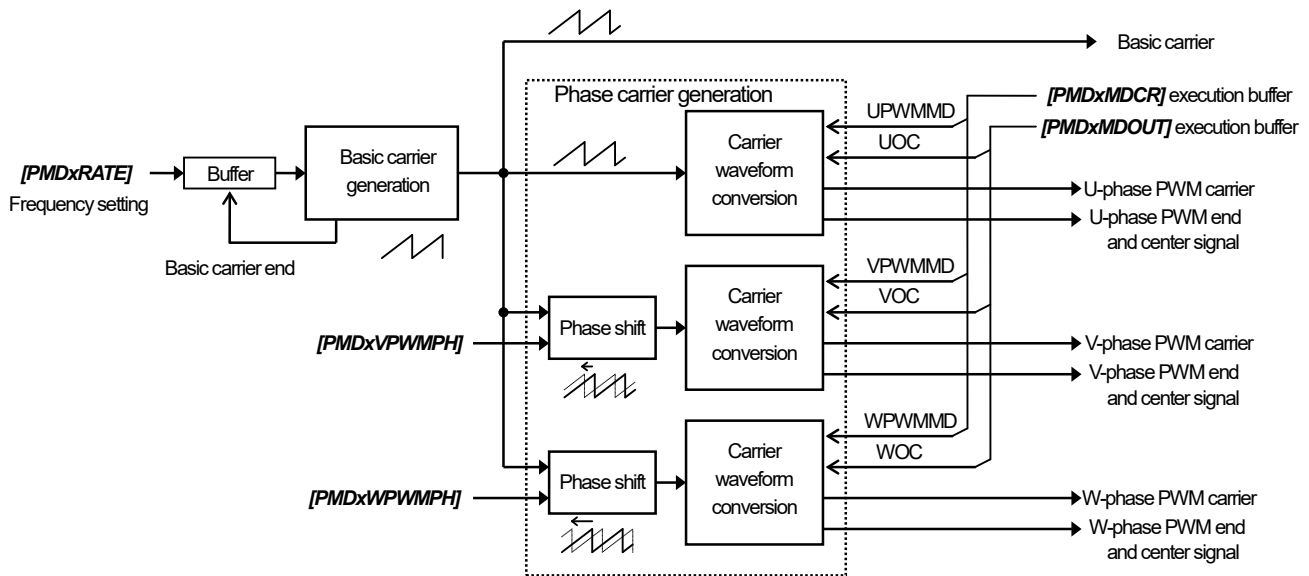 Basic carrier
Phase carrier generation
[PMDxMDCR] execution buffer
UPWMMD
[PMDxMDOUT] execution buffer
UOC
Carrier
waveform
conversion
Basic carrier
generation
[PMDxRATE]
Buffer
Frequency setting
U-phase PWM carrier
U-phase PWM end
and center signal
Basic carrier end
VPWMMD
VOC
Carrier
waveform
conversion
Phase shift
[PMDxVPWMPH]
V-phase PWM carrier
V-phase PWM end
and center signal
WPWMMD
WOC
Carrier
waveform
conversion
Phase shift
[PMDxWPWMPH]
W-phase PWM carrier
W-phase PWM end
and center signal